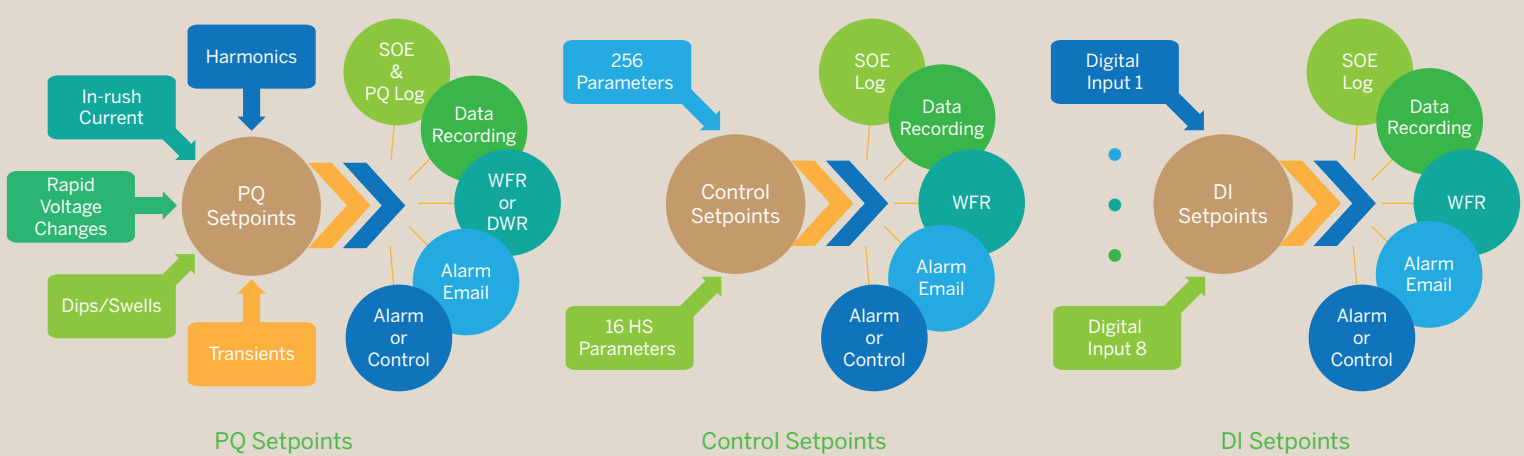 Harmonics
In-rush
Current
Rapid
Voltage
Changes
Dips/Swells
Transients
PQ
Setpoints
SOE
&
PQ Log
Data
Recording
WFR
or
DWR
Alarm
Email
Alarm
or
Control
PQ Setpoints
256
Parameters
16 HS
Parameters
Control
Setpoints
SOE
Log
Data
Recording
WFR
Alarm
Email
Alarm
or
Control
Control Setpoints
Digital
Input 1
Digital
Input 8
DI
Setpoints
SOE
Log
Data
Recording
WFR
Alarm
Email
Alarm
or
Control
DI Setpoints